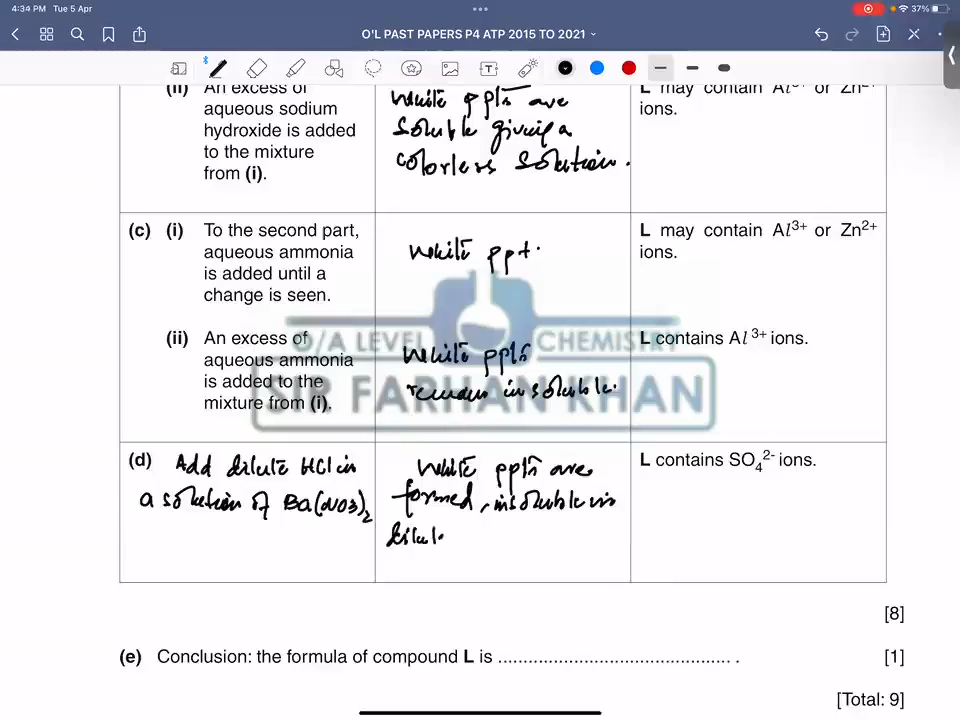 4:34 PM Tue 5 Apr
37%
O'L PAST PAPERS P4 ATP 2015 TO 2021
(ii) An excess of
aqueous sodium
hydroxide is added
to the mixture
from (i).
white ppts are
soluble giving a
colorless solution.
L may contain Al3+ or Zn2+
ions.
(c) (i) To the second part,
aqueous ammonia
is added until a
change is seen.
white ppt.
L may contain Al3+ or Zn2+
ions.
(ii) An excess of
aqueous ammonia
is added to the
mixture from (i).
white ppts
remain insoluble.
L contains Al3+ ions.
O/A LEVEL CHEMISTRY
SIR FARHAN KHAN
(d) Add dilute HCl in
a solution of Ba(NO3)2
white ppts are
formed, insoluble in
dilut
L contains SO42- ions.
[8]
(e) Conclusion: the formula of compound L is ............................................. .
[1]
[Total: 9]